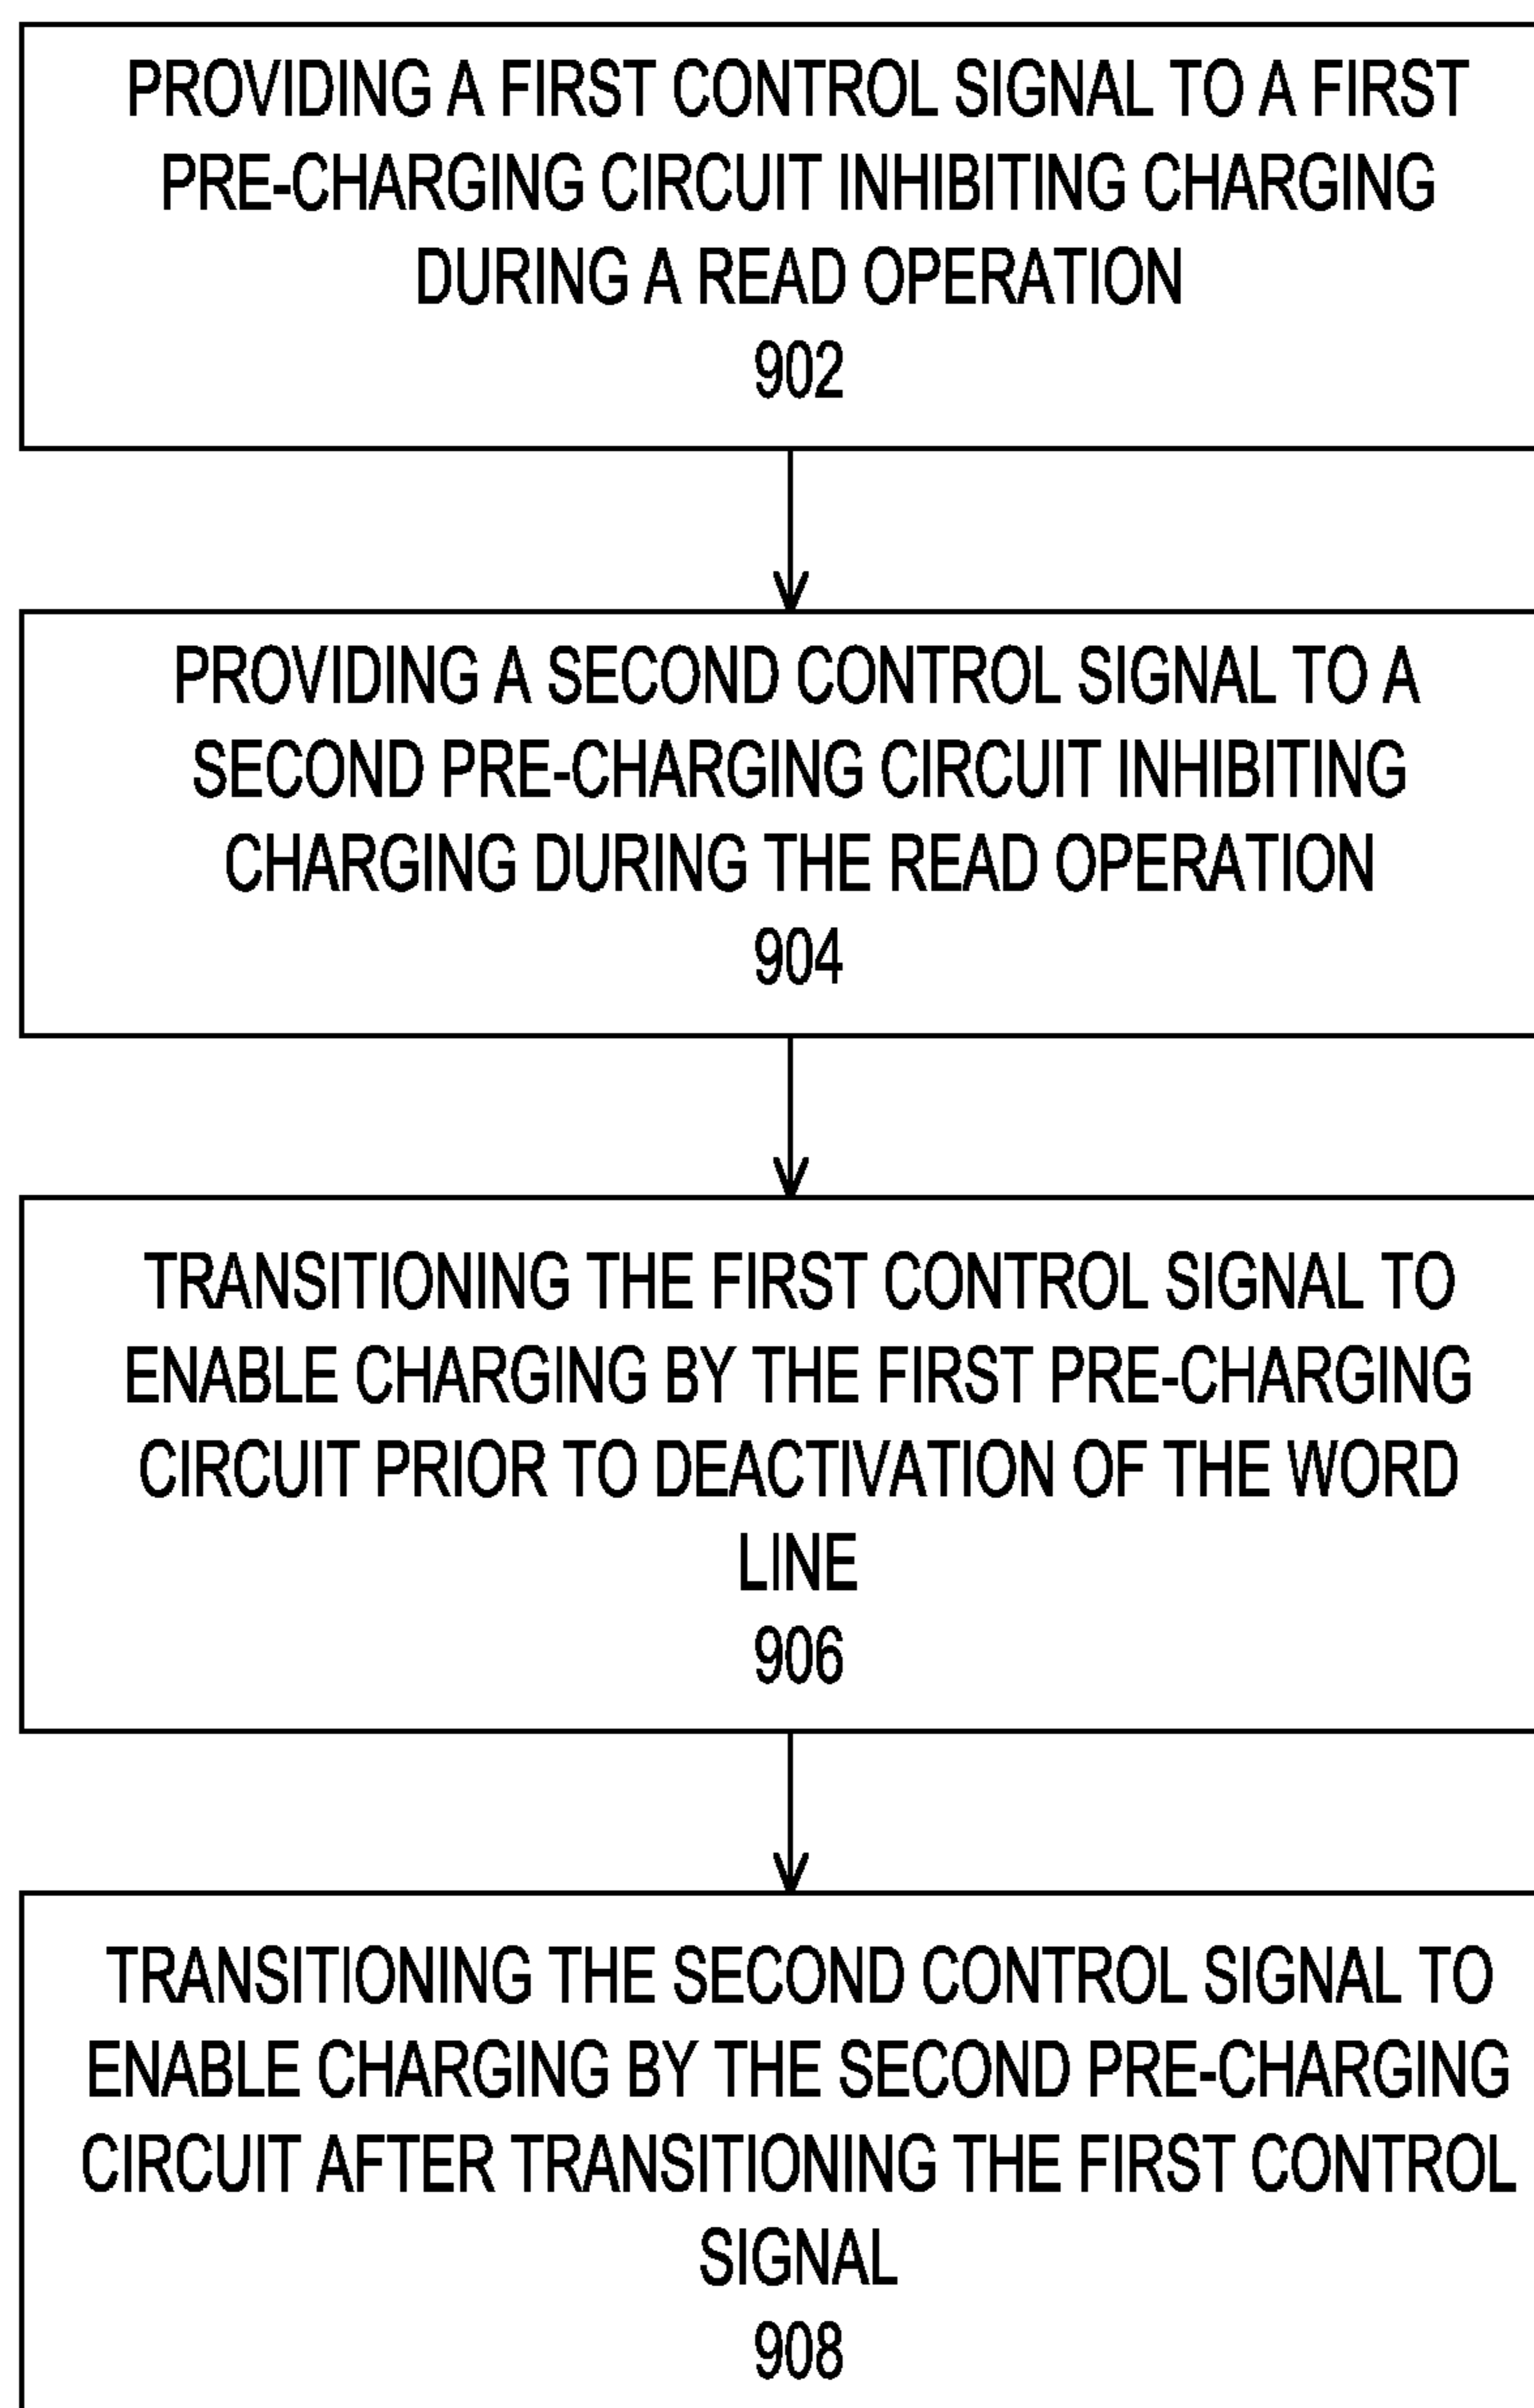 PROVIDING A FIRST CONTROL SIGNAL TO A FIRST
PRE-CHARGING CIRCUIT INHIBITING CHARGING
DURING A READ OPERATION
902
PROVIDING A SECOND CONTROL SIGNAL TO A
SECOND PRE-CHARGING CIRCUIT INHIBITING
CHARGING DURING THE READ OPERATION
904
TRANSITIONING THE FIRST CONTROL SIGNAL TO
ENABLE CHARGING BY THE FIRST PRE-CHARGING
CIRCUIT PRIOR TO DEACTIVATION OF THE WORD
LINE
906
TRANSITIONING THE SECOND CONTROL SIGNAL TO
ENABLE CHARGING BY THE SECOND PRE-CHARGING
CIRCUIT AFTER TRANSITIONING THE FIRST CONTROL
SIGNAL
908